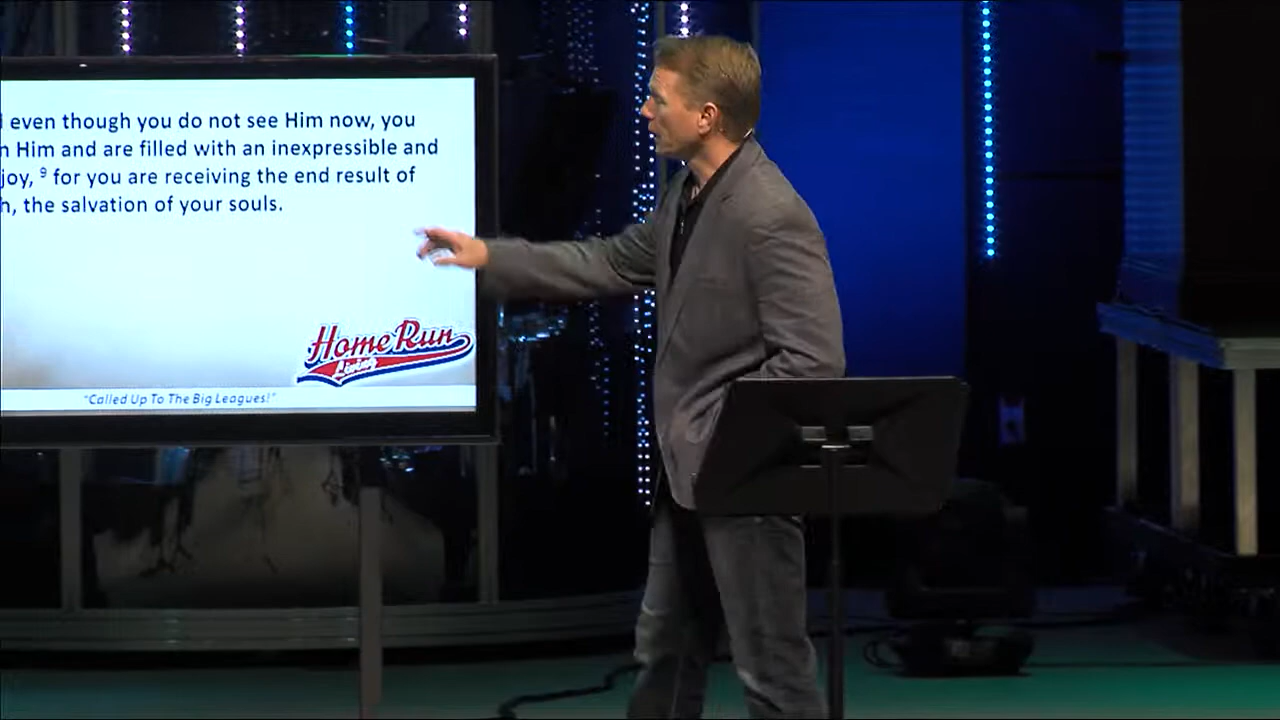 even though you do not see Him now, you
Him and are filled with an inexpressible and
joy, ⁹ for you are receiving the end result of
the salvation of your souls.
Home Run
Living
"Called Up To The Big Leagues!"